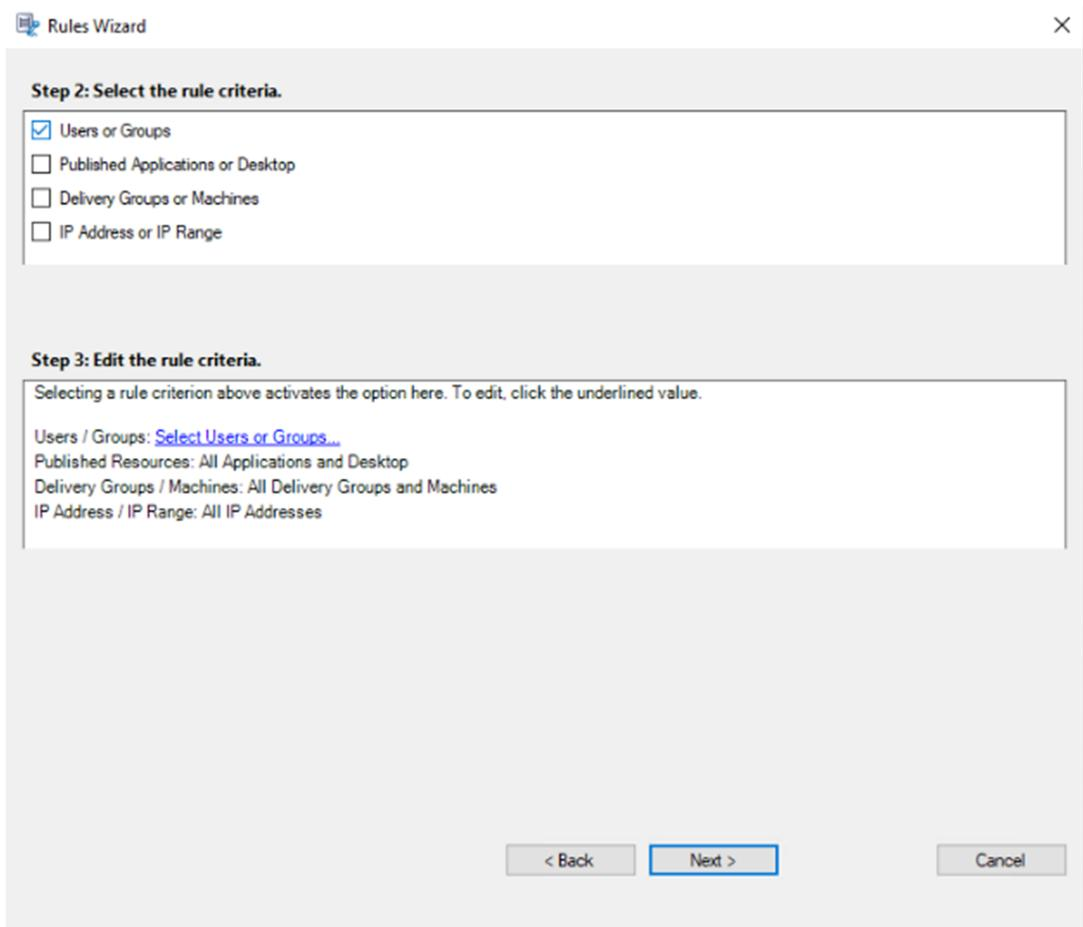 Rules Wizard
Step 2: Select the rule criteria.
Users or Groups
Published Applications or Desktop
Delivery Groups or Machines
IP Address or IP Range
Step 3: Edit the rule criteria.
Selecting a rule criterion above activates the option here. To edit, click the underlined value.
Users / Groups: Select Users or Groups...
Published Resources: All Applications and Desktop
Delivery Groups / Machines: All Delivery Groups and Machines
IP Address / IP Range: All IP Addresses
< Back Next > Cancel